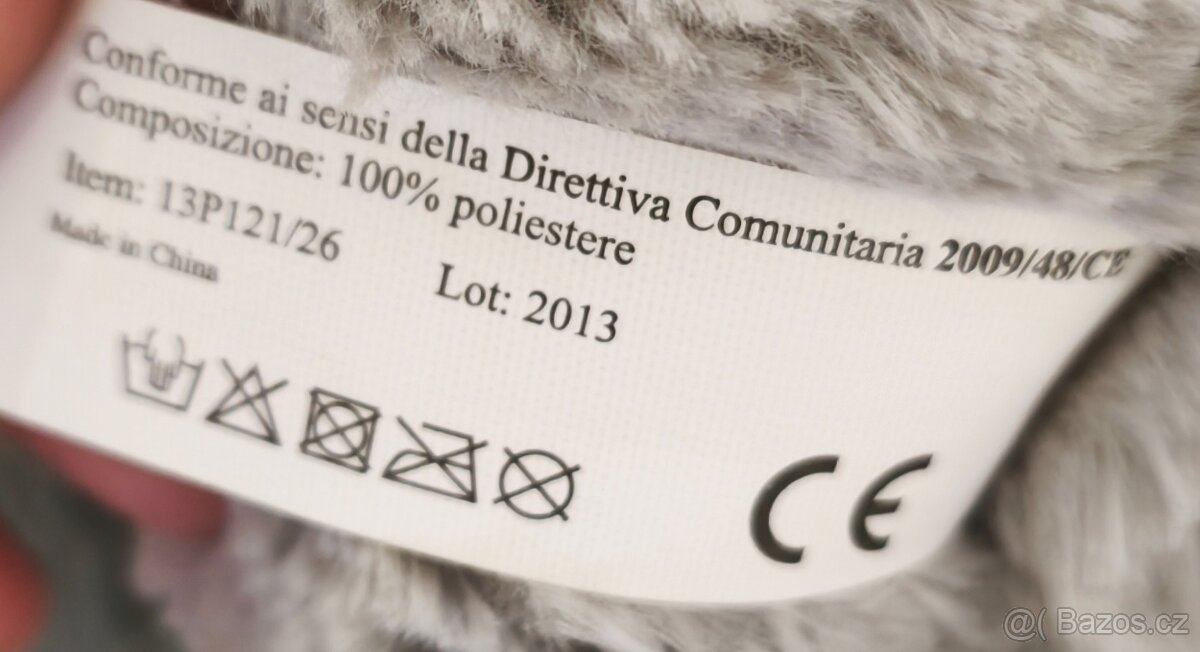 Conforme ai sensi della Direttiva Comunitaria 2009/48/CE
Composizione: 100% poliestere
Item: 13P121/26
Lot: 2013
Made in China
CE
@( Bazos.cz